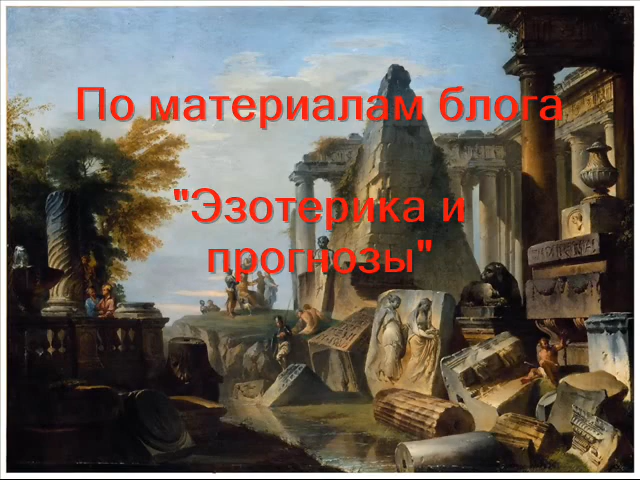 По материалам блога
"Эзотерика и
прогнозы"